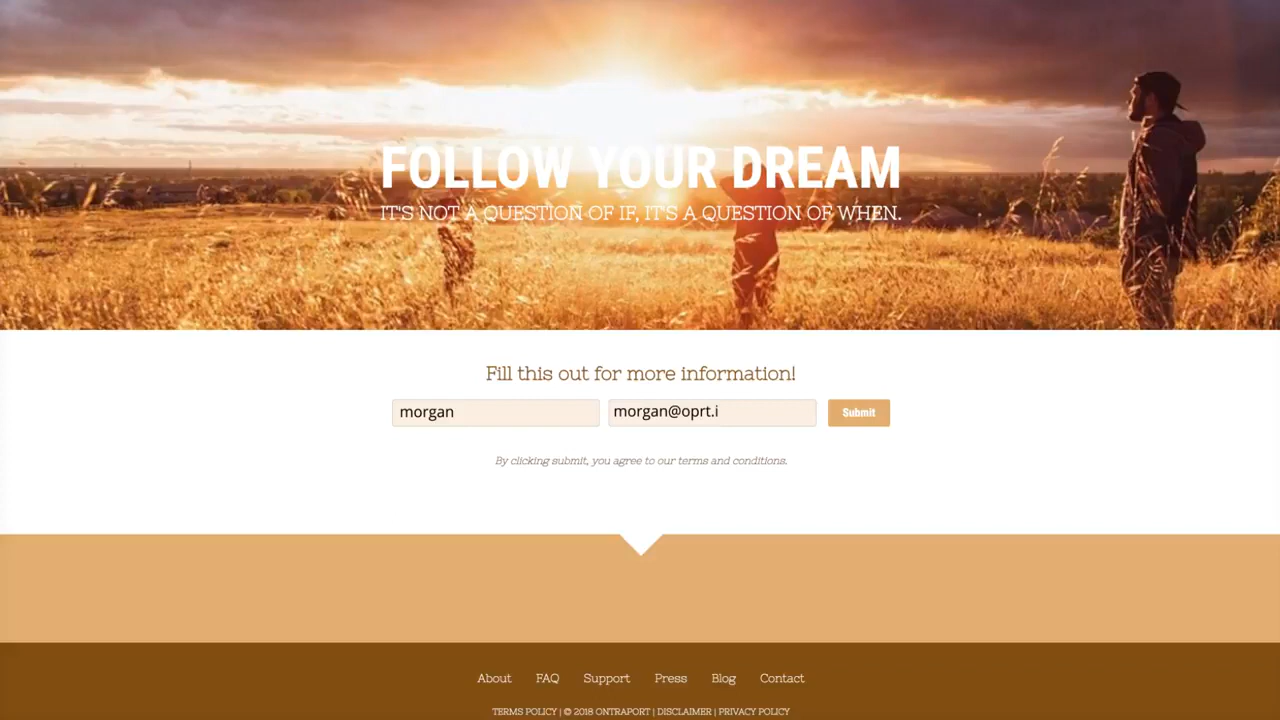 FOLLOW YOUR DREAM
IT'S NOT A QUESTION OF IF, IT'S A QUESTION OF WHEN.
Fill this out for more information!
morgan morgan@oprt.i Submit
By clicking submit, you agree to our terms and conditions.
About FAQ Support Press Blog Contact
TERMS POLICY | © 2018 ONTRAPORT | DISCLAIMER | PRIVACY POLICY